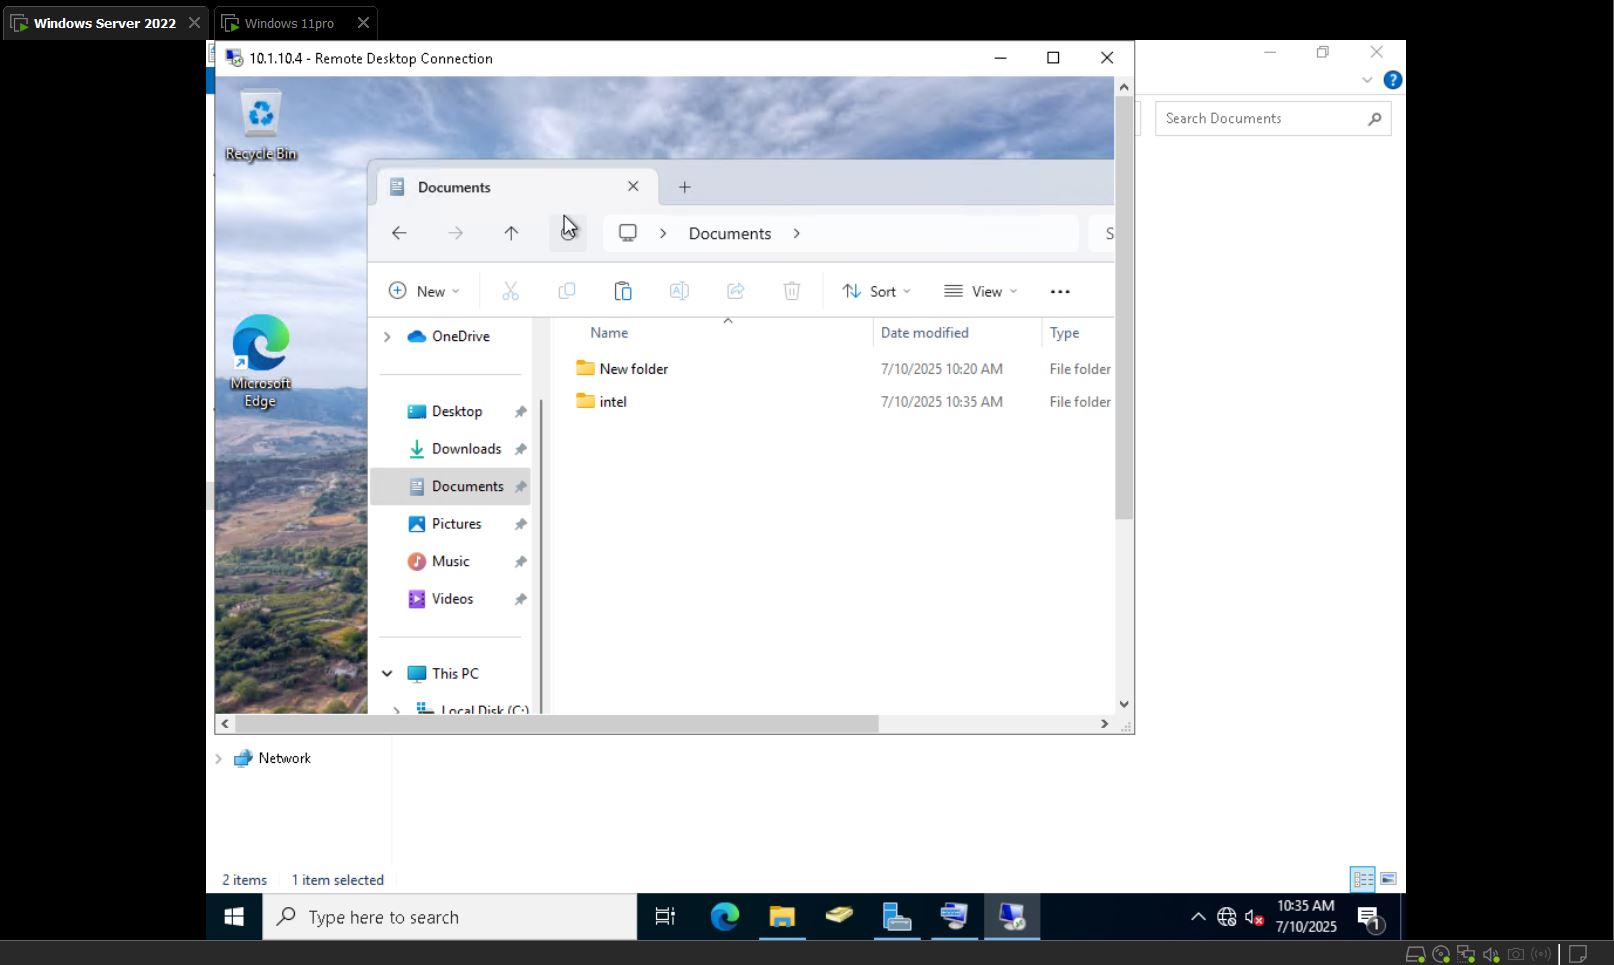 Windows Server 2022
Windows 11pro
10.1.10.4 - Remote Desktop Connection
Search Documents
Recycle Bin
Documents
Documents
S
New
Sort
View
OneDrive
Name
Date modified
Type
New folder
7/10/2025 10:20 AM
File folder
intel
7/10/2025 10:35 AM
File folder
Microsoft
Edge
Desktop
Downloads
Documents
Pictures
Music
Videos
This PC
Local Disk (C:)
Network
2 items
1 item selected
Type here to search
10:35 AM
7/10/2025
1